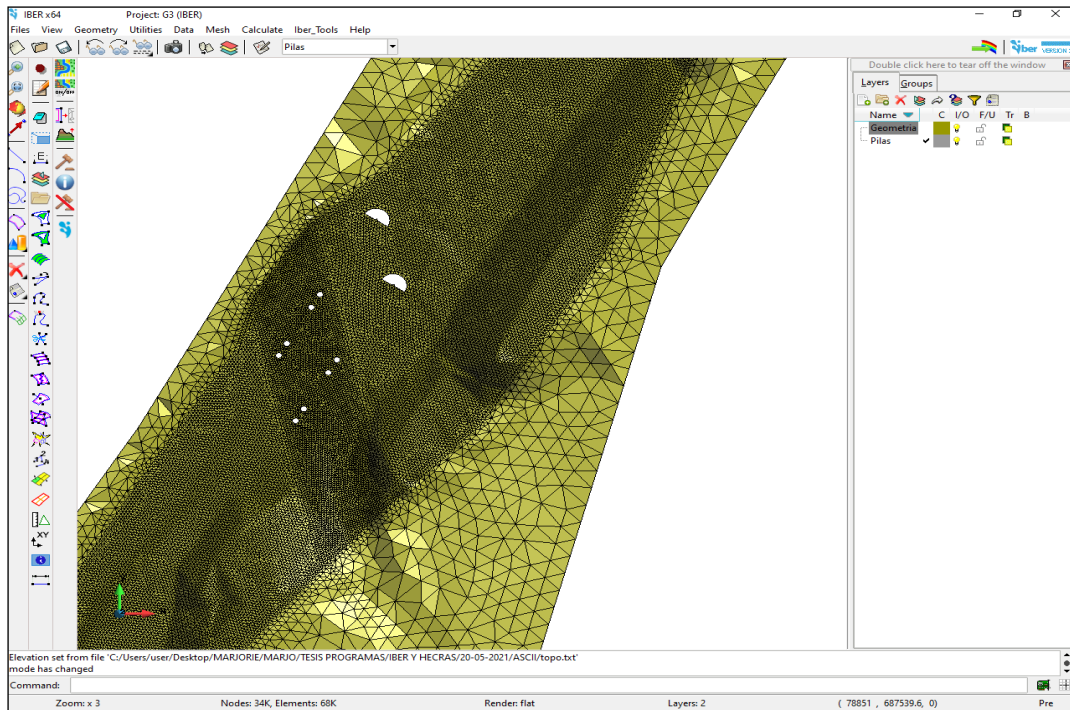 IBER x64 Project: G3 (IBER)
Files View Geometry Utilities Data Mesh Calculate Iber_Tools Help
Pilas
iber VERSION
Double click here to tear off the window
Layers Groups
Name C I/O F/U Tr B
Geometria
Pilas
E
XY
Elevation set from file 'C:/Users/user/Desktop/MARJORIE/MARJO/TESIS PROGRAMAS/IBER Y HECRAS/20-05-2021/ASCII/topo.txt'
mode has changed
Command:
Zoom: x 3 Nodes: 34K, Elements: 68K Render: flat Layers: 2 ( 78851 , 687539.6, 0) Pre